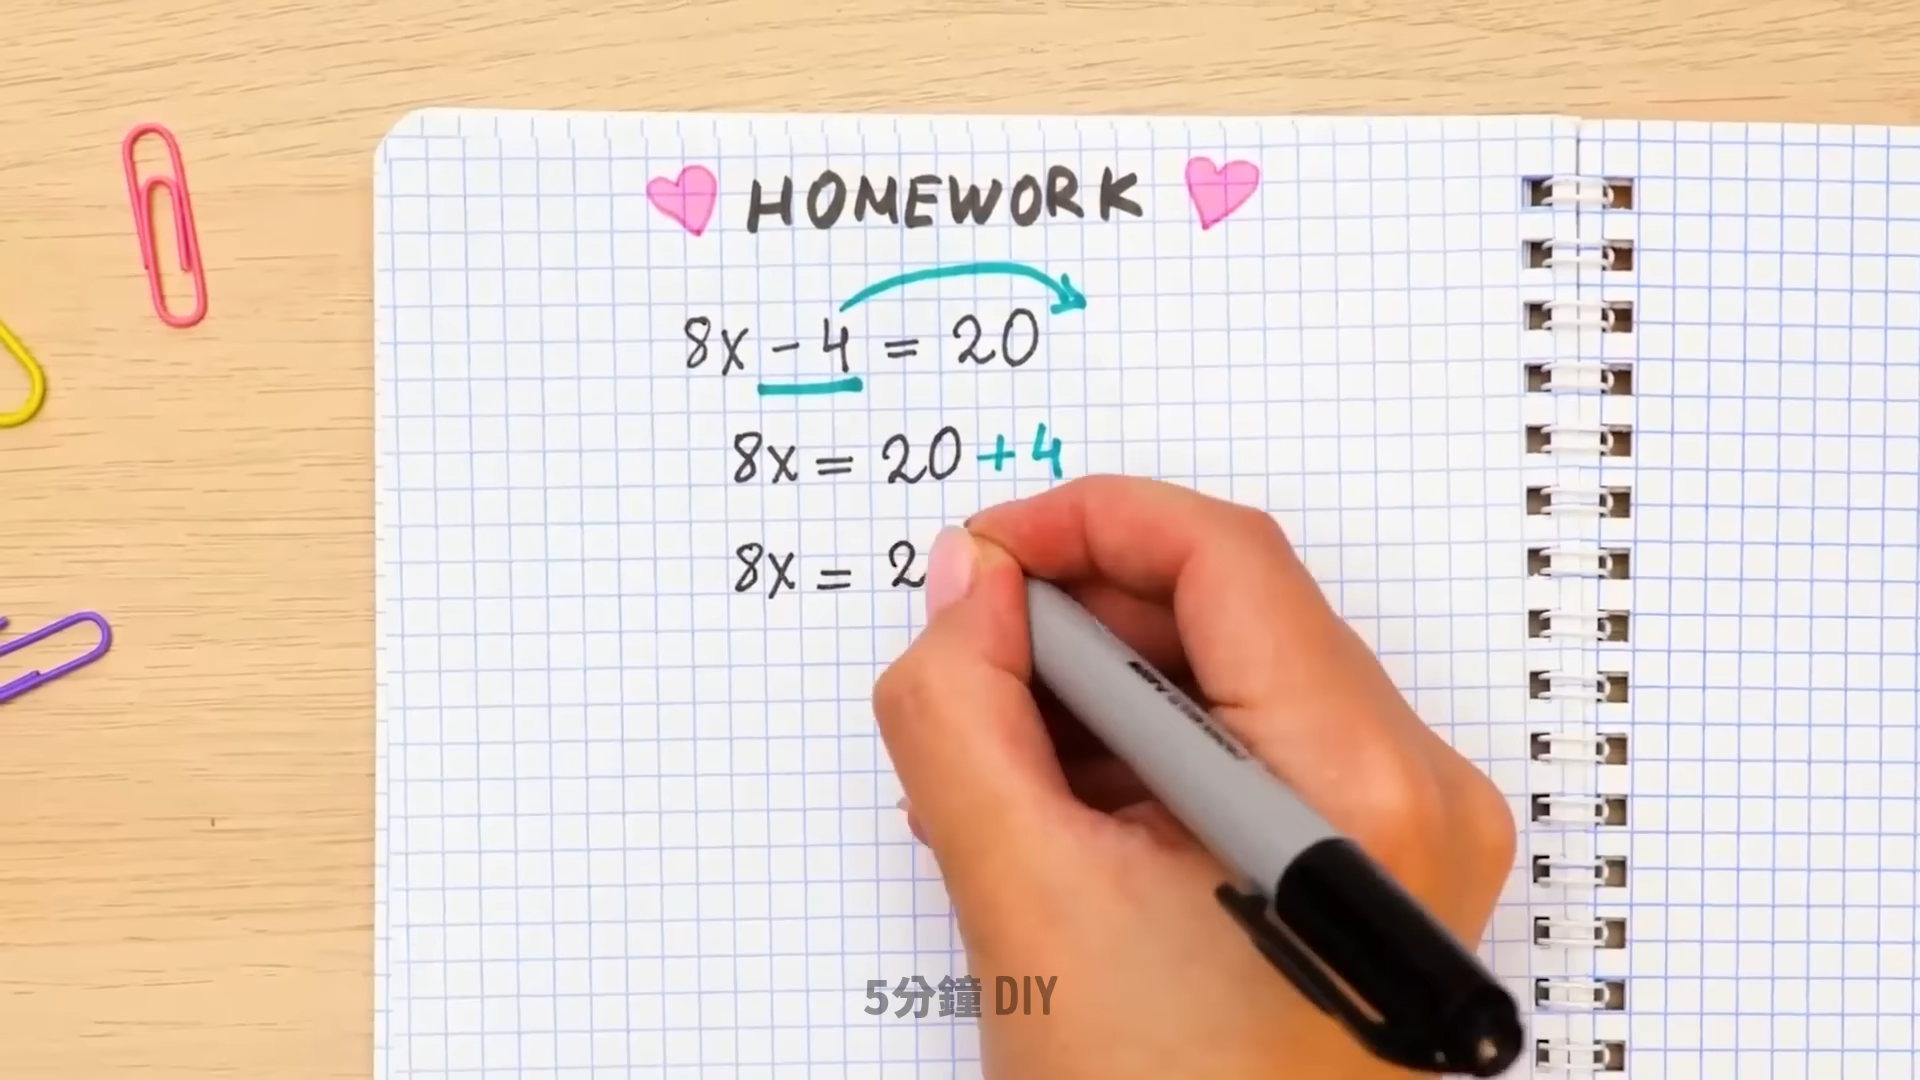 HOMEWORK
8x - 4 = 20
8x = 20 + 4
8x = 2
5分鐘 DIY